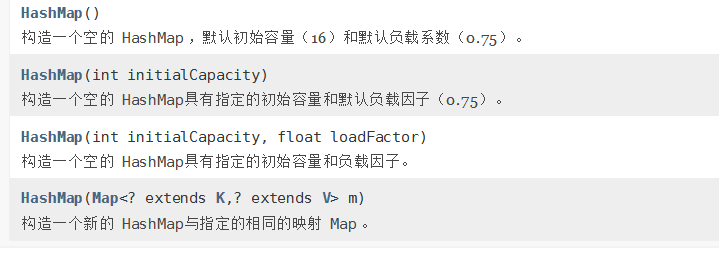 HashMap()
构造一个空的 HashMap ，默认初始容量（16）和默认负载系数（0.75）。
HashMap(int initialCapacity)
构造一个空的 HashMap具有指定的初始容量和默认负载因子（0.75）。
HashMap(int initialCapacity, float loadFactor)
构造一个空的 HashMap具有指定的初始容量和负载因子。
HashMap(Map<? extends K,? extends V> m)
构造一个新的 HashMap与指定的相同的映射 Map 。